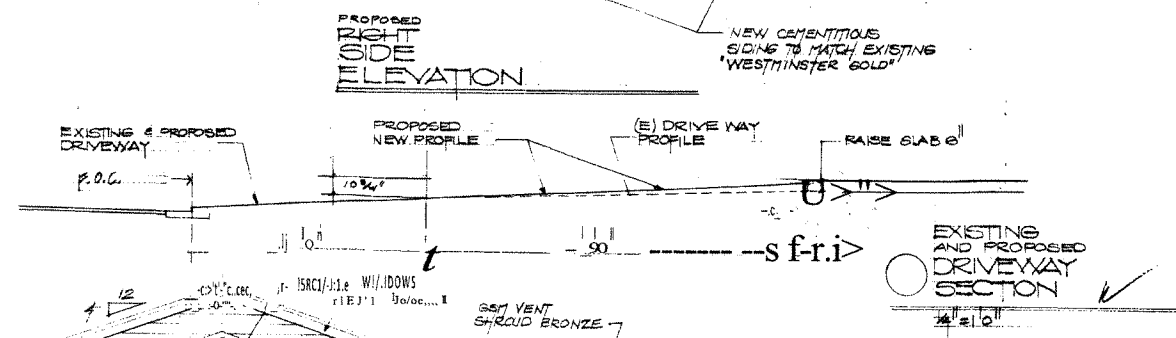 PROPOSED
RIGHT
SIDE
ELEVATION
NEW CEMENTITIOUS
SIDING TO MATCH EXISTING
"WESTMINSTER GOLD"
EXISTING & PROPOSED
DRIVEWAY
PROPOSED
NEW PROFILE
(E) DRIVE WAY
PROFILE
RAISE SLAB
F.O.C.
10 3/4"
U>">
90 -------s f-r.i>
t
EXISTING
AND PROPOSED
DRIVEWAY
SECTION
1/4"=1'0"
4
12
GSM VENT
SHROUD BRONZE